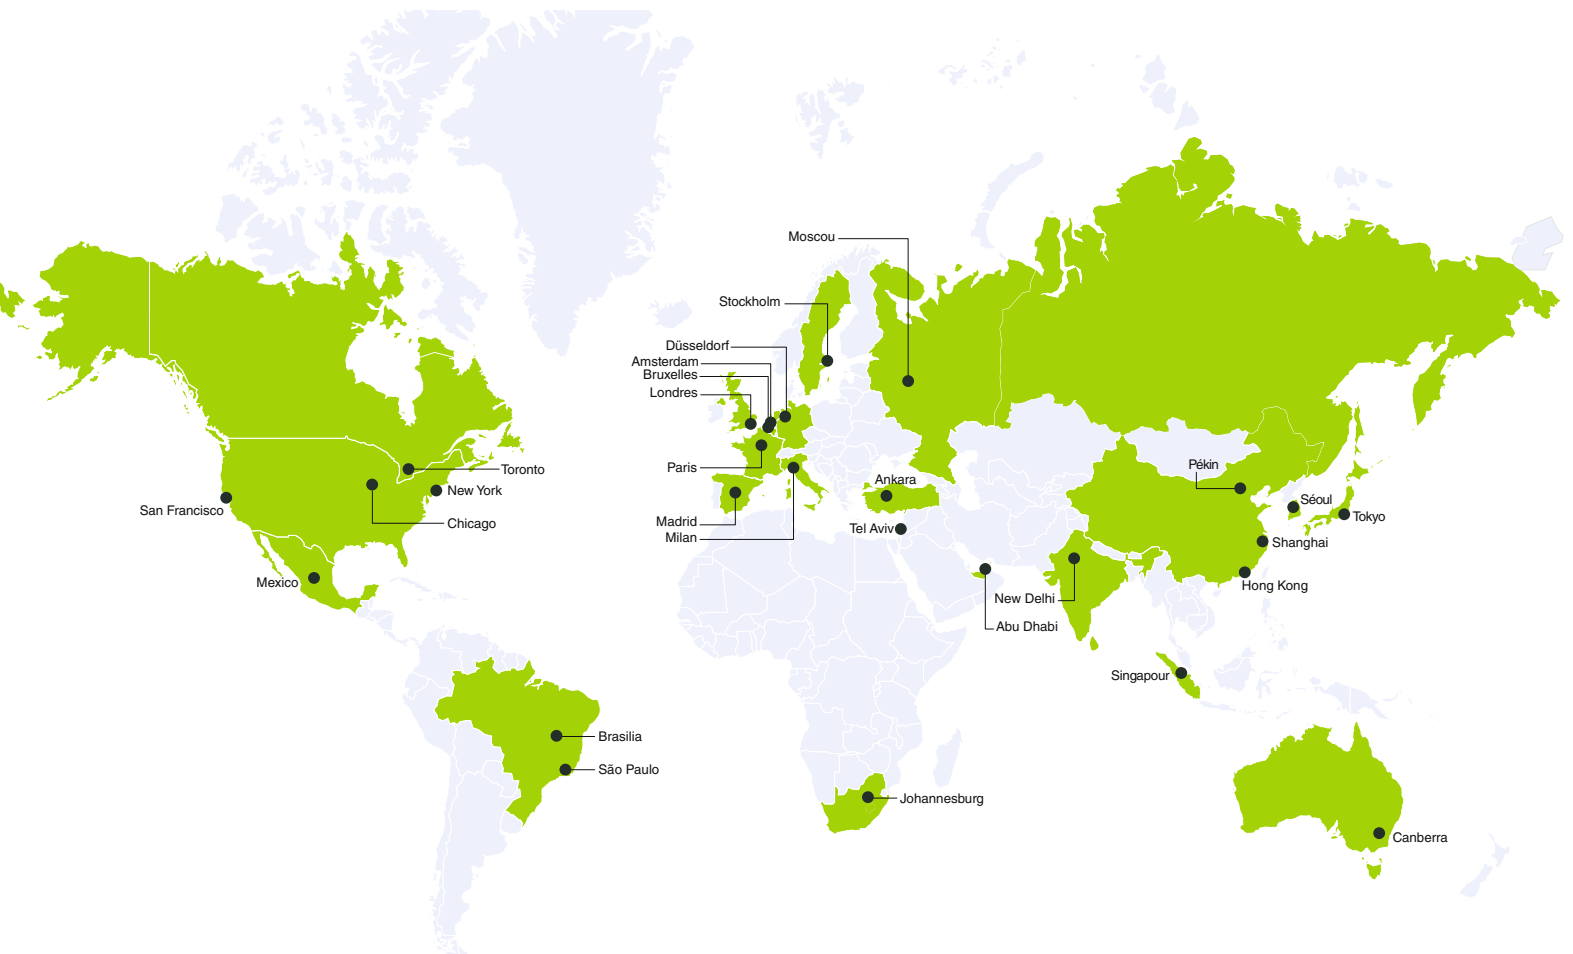 Moscou
Stockholm
Düsseldorf
Amsterdam
Bruxelles
Londres
Paris
Madrid
Milan
Ankara
Tel Aviv
Toronto
New York
San Francisco
Chicago
Mexico
Pékin
Séoul
Tokyo
Shanghai
Hong Kong
New Delhi
Abu Dhabi
Singapour
Brasilia
São Paulo
Johannesburg
Canberra